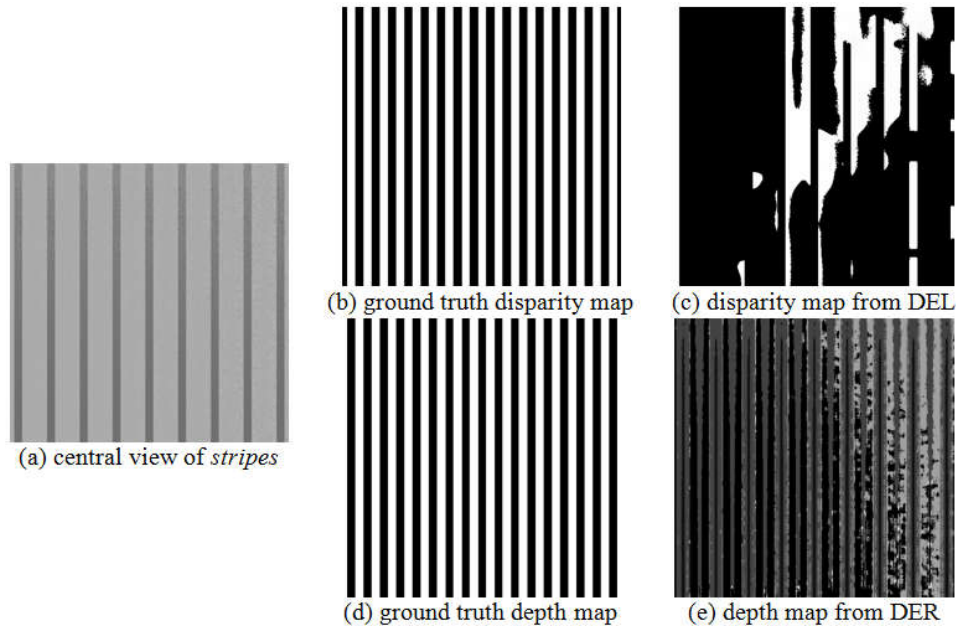 (b) ground truth disparity map
(c) disparity map from DEL
(a) central view of stripes
(d) ground truth depth map
(e) depth map from DER